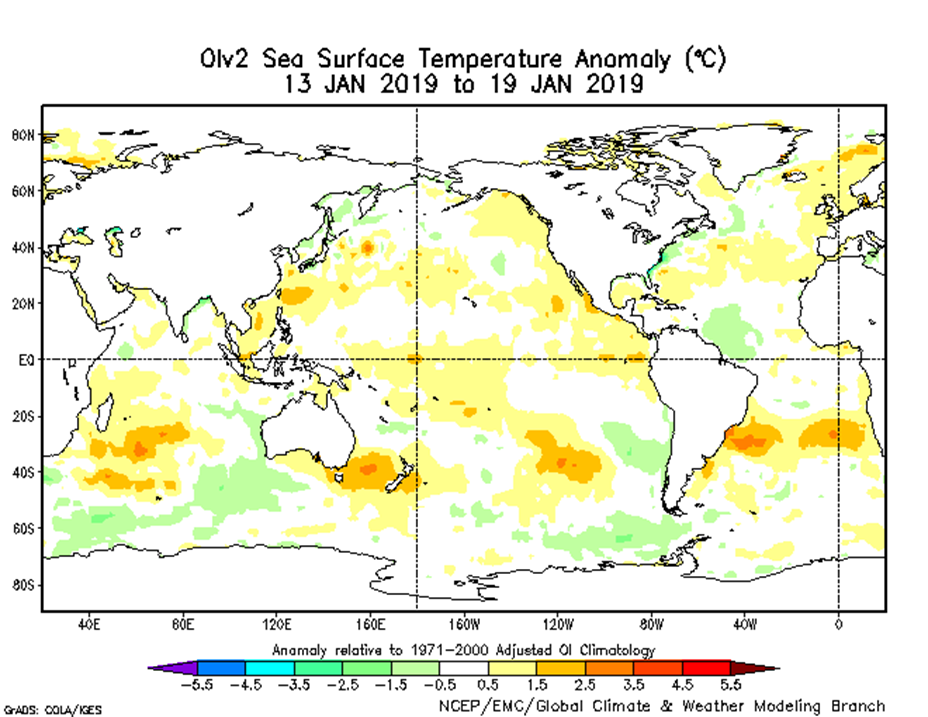 OIv2 Sea Surface Temperature Anomaly (°C)
13 JAN 2019 to 19 JAN 2019
80N
60N
40N
20N
EQ
20S
40S
60S
80S
40E 80E 120E 160E 160W 120W 80W 40W 0
Anomaly relative to 1971-2000 Adjusted OI Climatology
-5.5 -4.5 -3.5 -2.5 -1.5 -0.5 0.5 1.5 2.5 3.5 4.5 5.5
NCEP/EMC/Global Climate & Weather Modeling Branch
GrADS: COLA/IGES